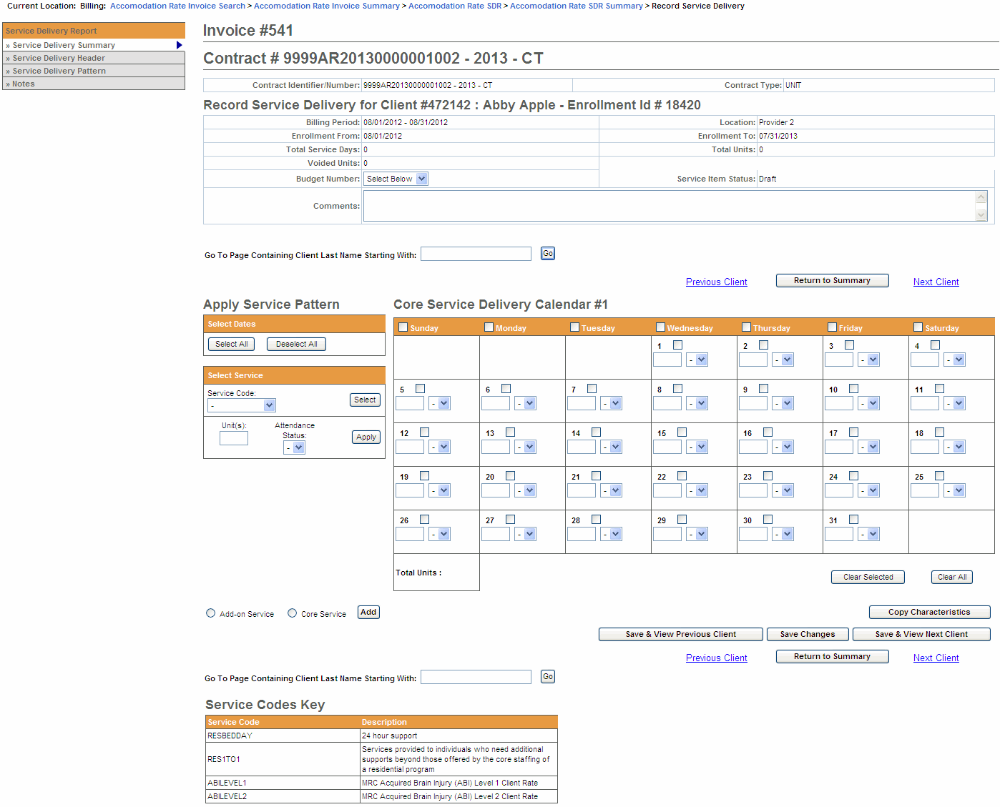 Current Location: Billing: Accomodation Rate Invoice Search > Accomodation Rate Invoice Summary > Accomodation Rate SDR > Accomodation Rate SDR Summary > Record Service Delivery
Service Delivery Report
» Service Delivery Summary
» Service Delivery Header
» Service Delivery Pattern
» Notes
Invoice #541
Contract # 9999AR20130000001002 - 2013 - CT
Contract Identifier/Number: 9999AR20130000001002 - 2013 - CT Contract Type: UNIT
Record Service Delivery for Client #472142 : Abby Apple - Enrollment Id # 18420
Billing Period: 08/01/2012 - 08/31/2012 Location: Provider 2
Enrollment From: 08/01/2012 Enrollment To: 07/31/2013
Total Service Days: 0 Total Units: 0
Voided Units: 0
Budget Number: Select Below Service Item Status: Draft
Comments:
Go To Page Containing Client Last Name Starting With: Go
Previous Client Return to Summary Next Client
Apply Service Pattern
Select Dates
Select All Deselect All
Select Service
Service Code:
- Select
Unit(s): Attendance
Status:
- Apply
Core Service Delivery Calendar #1
Sunday Monday Tuesday Wednesday Thursday Friday Saturday
1 2 3 4
- - - -
5 6 7 8 9 10 11
- - - - - - -
12 13 14 15 16 17 18
- - - - - - -
19 20 21 22 23 24 25
- - - - - - -
26 27 28 29 30 31
- - - - - -
Total Units :
Clear Selected Clear All
Add-on Service Core Service Add
Copy Characteristics
Save & View Previous Client Save Changes Save & View Next Client
Previous Client Return to Summary Next Client
Go To Page Containing Client Last Name Starting With: Go
Service Codes Key
Service Code Description
RESBEDDAY 24 hour support
RES1TO1 Services provided to individuals who need additional
supports beyond those offered by the core staffing of
a residential program
ABILEVEL1 MRC Acquired Brain Injury (ABI) Level 1 Client Rate
ABILEVEL2 MRC Acquired Brain Injury (ABI) Level 2 Client Rate